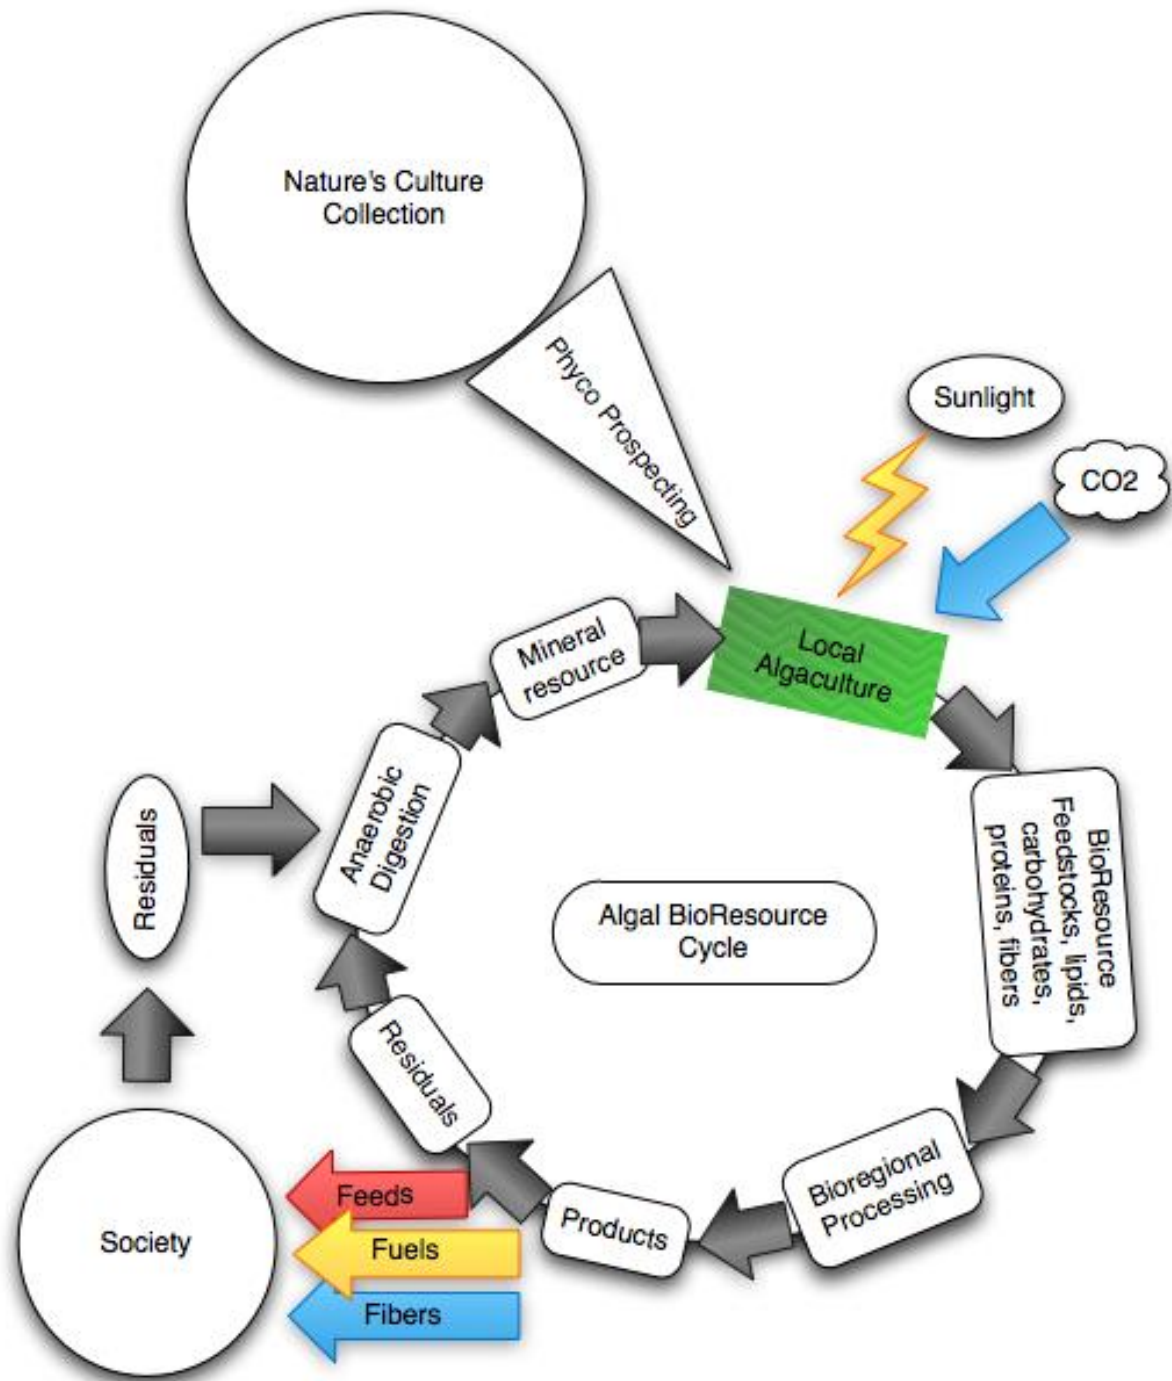 Nature's Culture
Collection
Phyco Prospecting
Sunlight
CO2
Local
Algaculture
Mineral
resource
Anaerobic
Digestion
Residuals
BioResource
Feedstocks, lipids,
carbohydrates,
proteins, fibers
Algal BioResource
Cycle
Residuals
Bioregional
Processing
Products
Feeds
Fuels
Fibers
Society